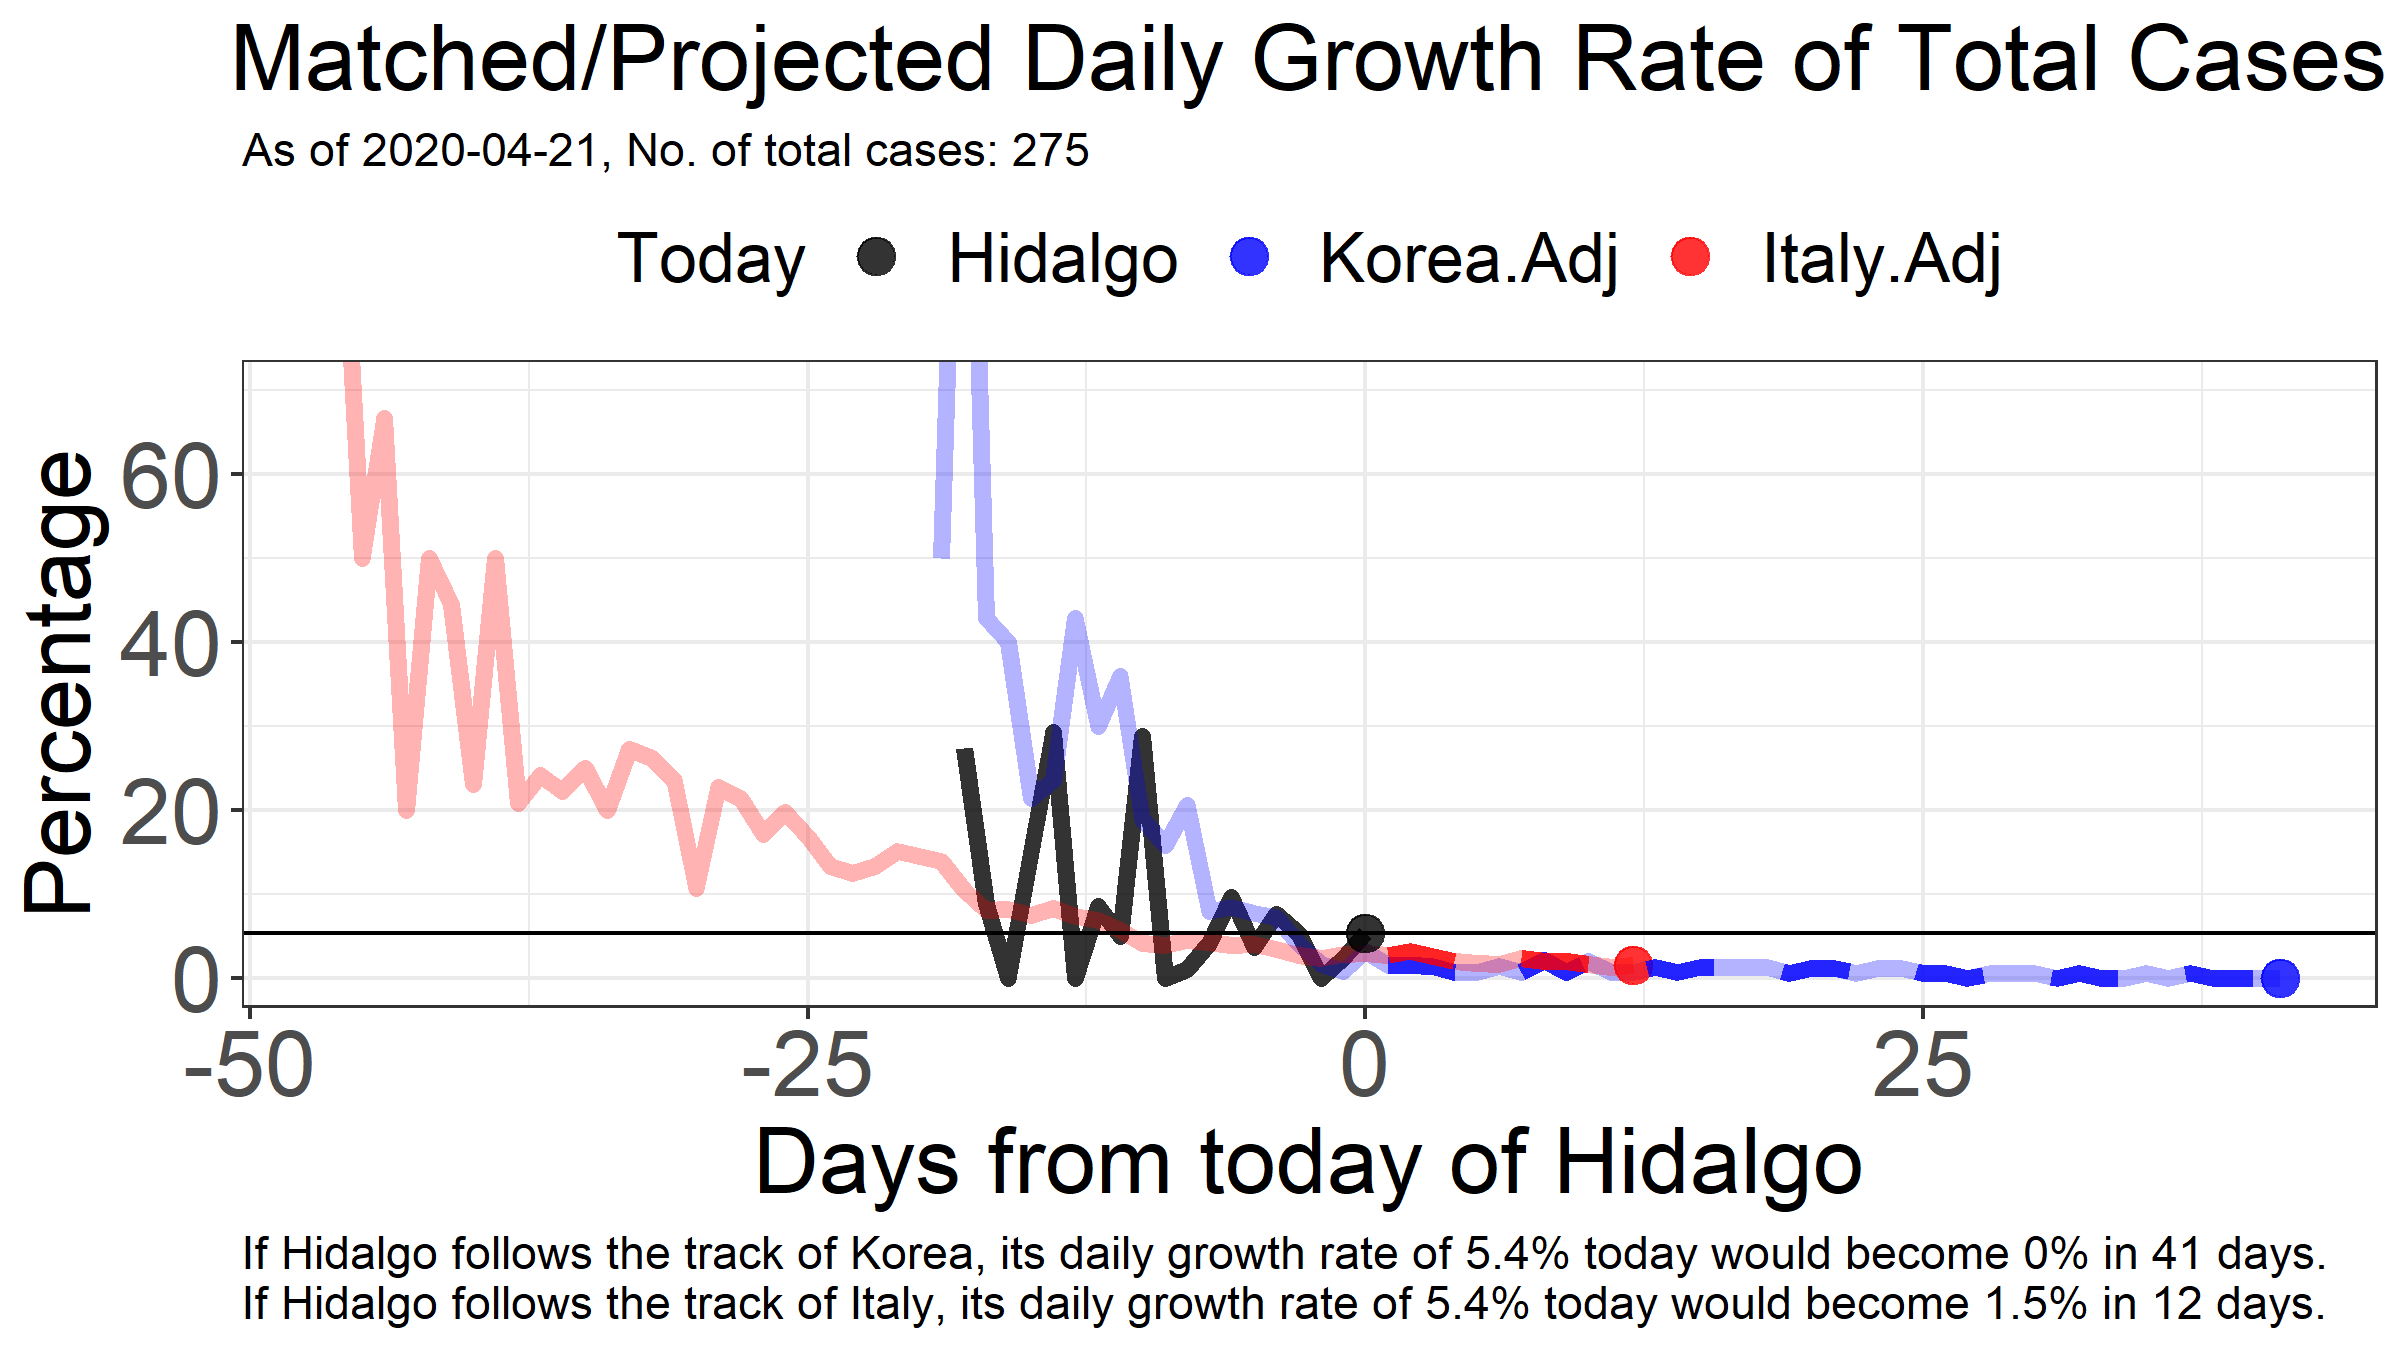 Matched/Projected Daily Growth Rate of Total Cases
As of 2020-04-21, No. of total cases: 275
Today Hidalgo Korea.Adj Italy.Adj
Percentage
60
40
20
0
-50 -25 0 25
Days from today of Hidalgo
If Hidalgo follows the track of Korea, its daily growth rate of 5.4% today would become 0% in 41 days.
If Hidalgo follows the track of Italy, its daily growth rate of 5.4% today would become 1.5% in 12 days.